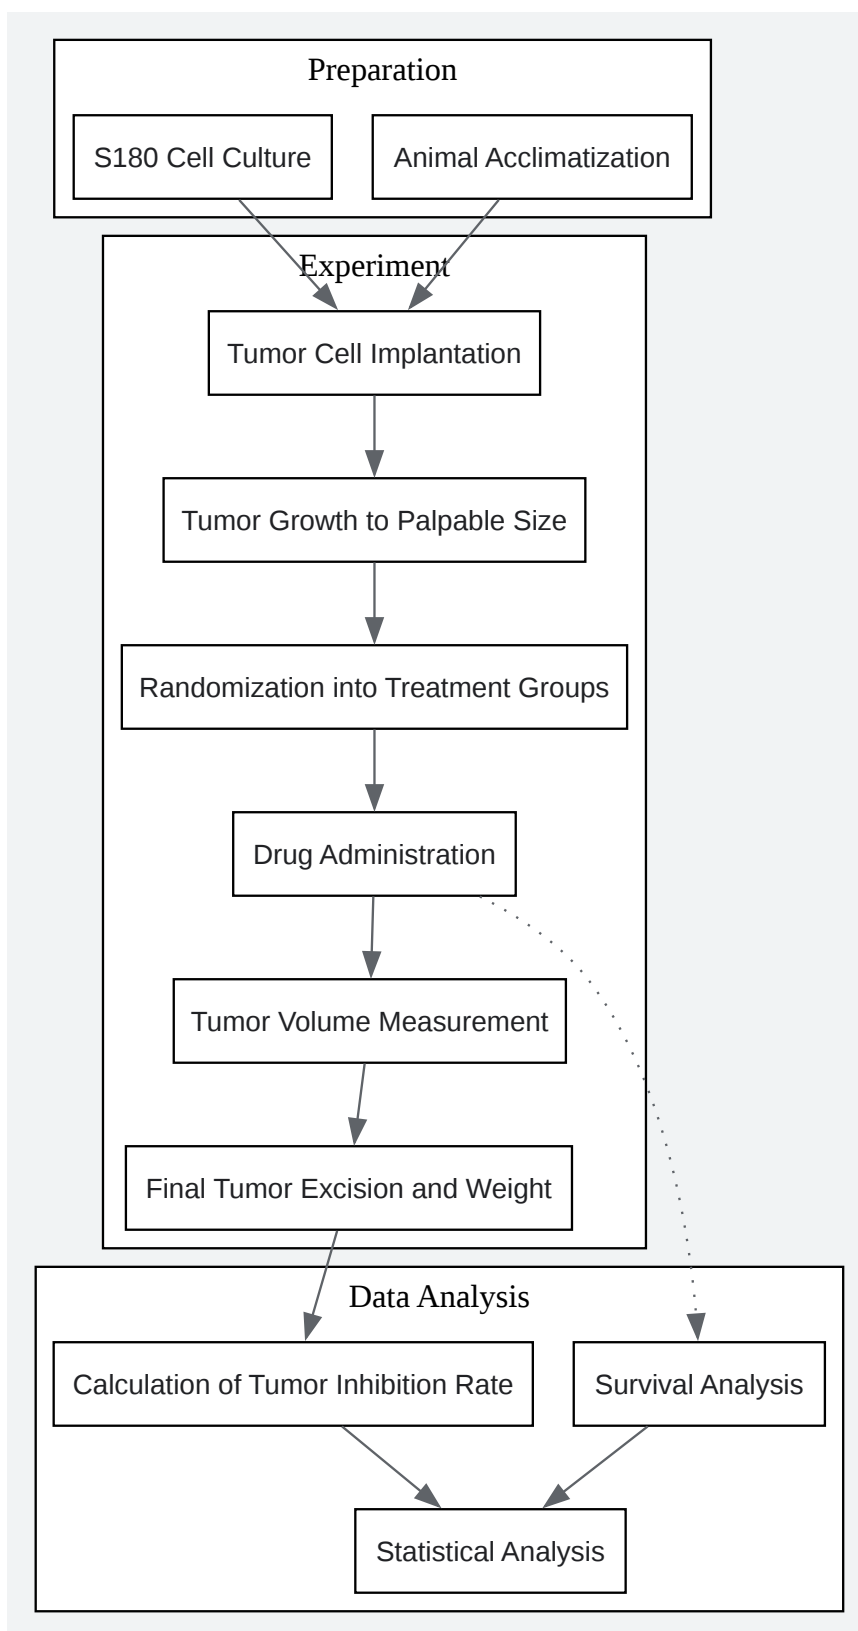 Preparation
S180 Cell Culture
Animal Acclimatization
Experiment
Tumor Cell Implantation
Tumor Growth to Palpable Size
Randomization into Treatment Groups
Drug Administration
Tumor Volume Measurement
Final Tumor Excision and Weight
Data Analysis
Calculation of Tumor Inhibition Rate
Survival Analysis
Statistical Analysis